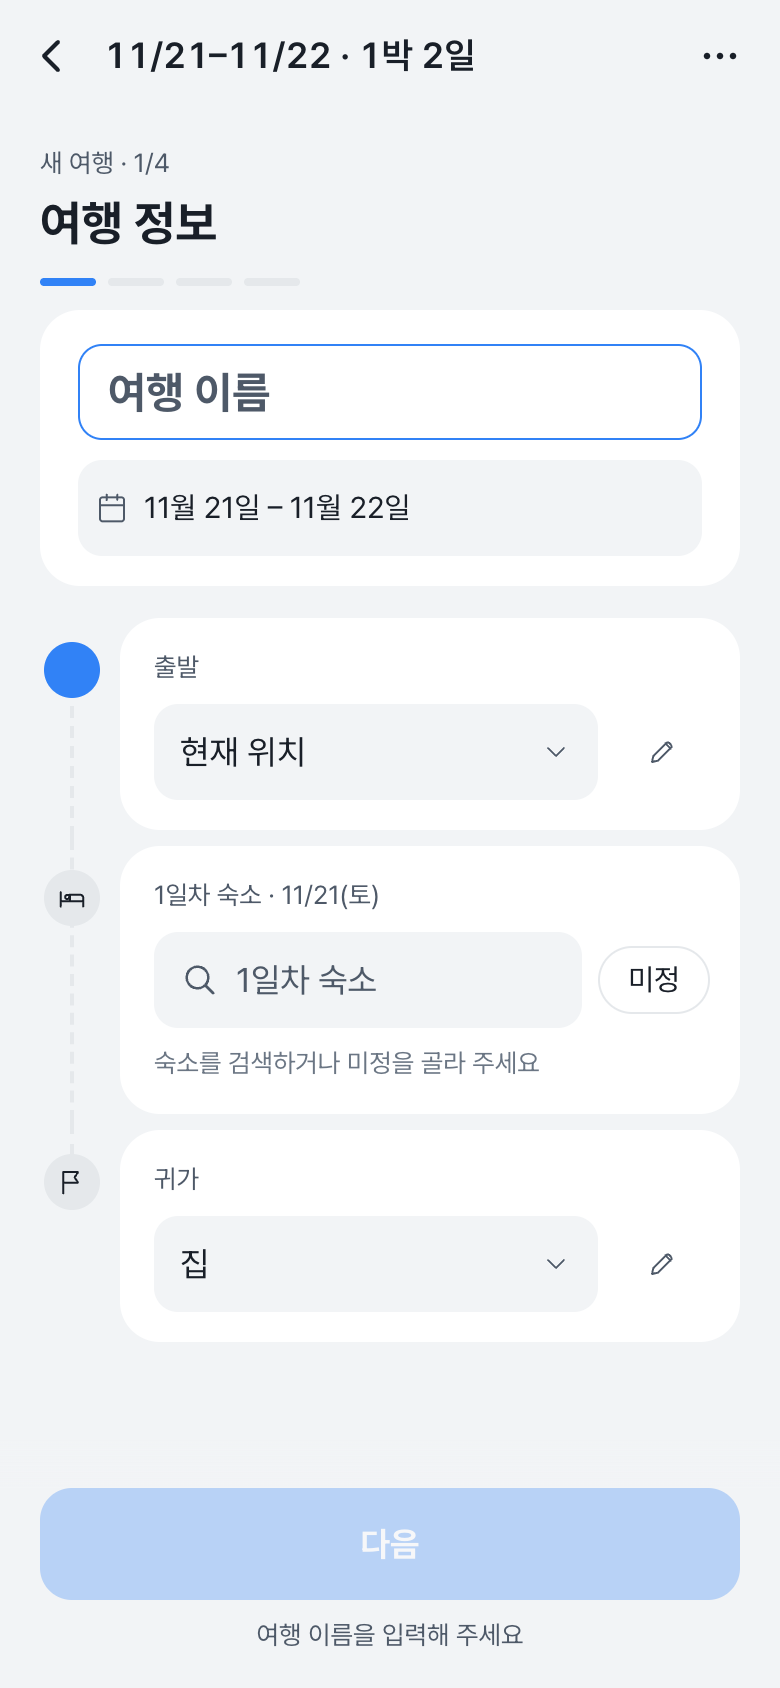 11/21–11/22 · 1박 2일
새 여행 · 1/4
여행 정보
여행 이름
11월 21일 – 11월 22일
출발
현재 위치
1일차 숙소 · 11/21(토)
1일차 숙소
미정
숙소를 검색하거나 미정을 골라 주세요
귀가
집
다음
여행 이름을 입력해 주세요